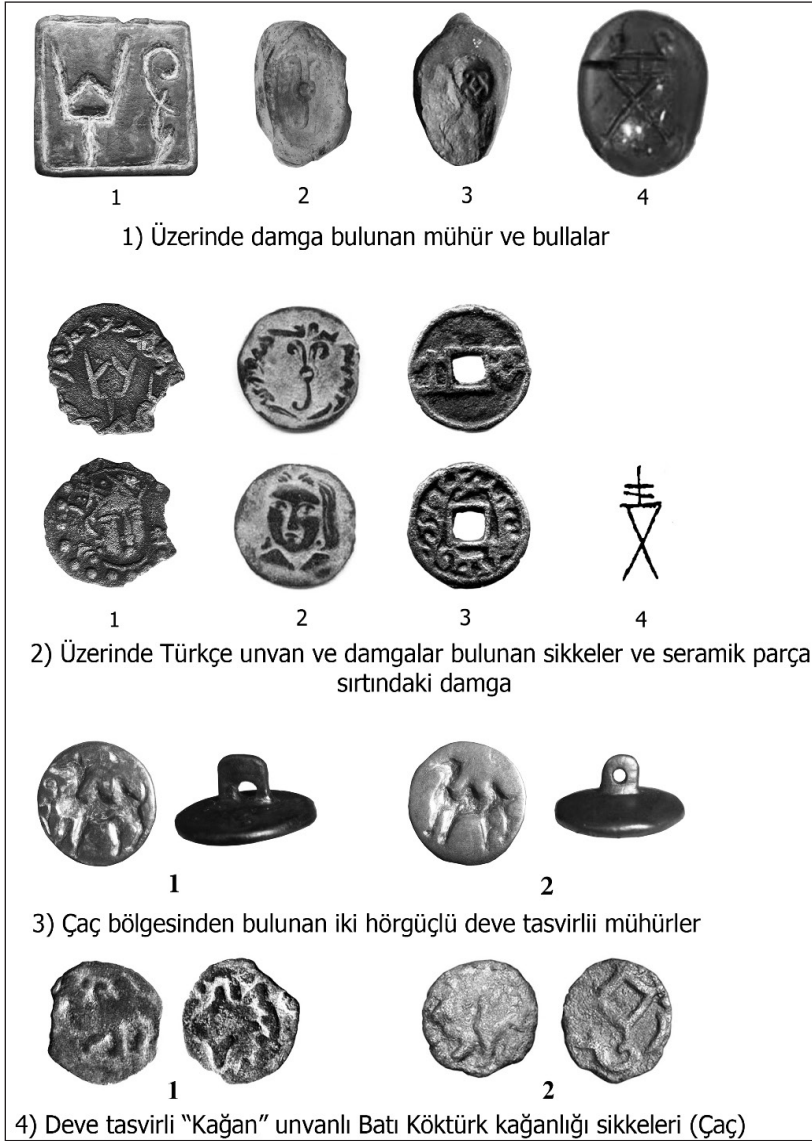 1 2 3 4
1) Üzerinde damga bulunan mühür ve bullalar
1 2 3 4
2) Üzerinde Türkçe unvan ve damgalar bulunan sikkeler ve seramik parça
sırtındaki damga
1 2
3) Çaç bölgesinden bulunan iki hörgüçlü deve tasvirlii mühürler
1 2
4) Deve tasvirli “Kağan” unvanlı Batı Köktürk kağanlığı sikkeleri (Çaç)